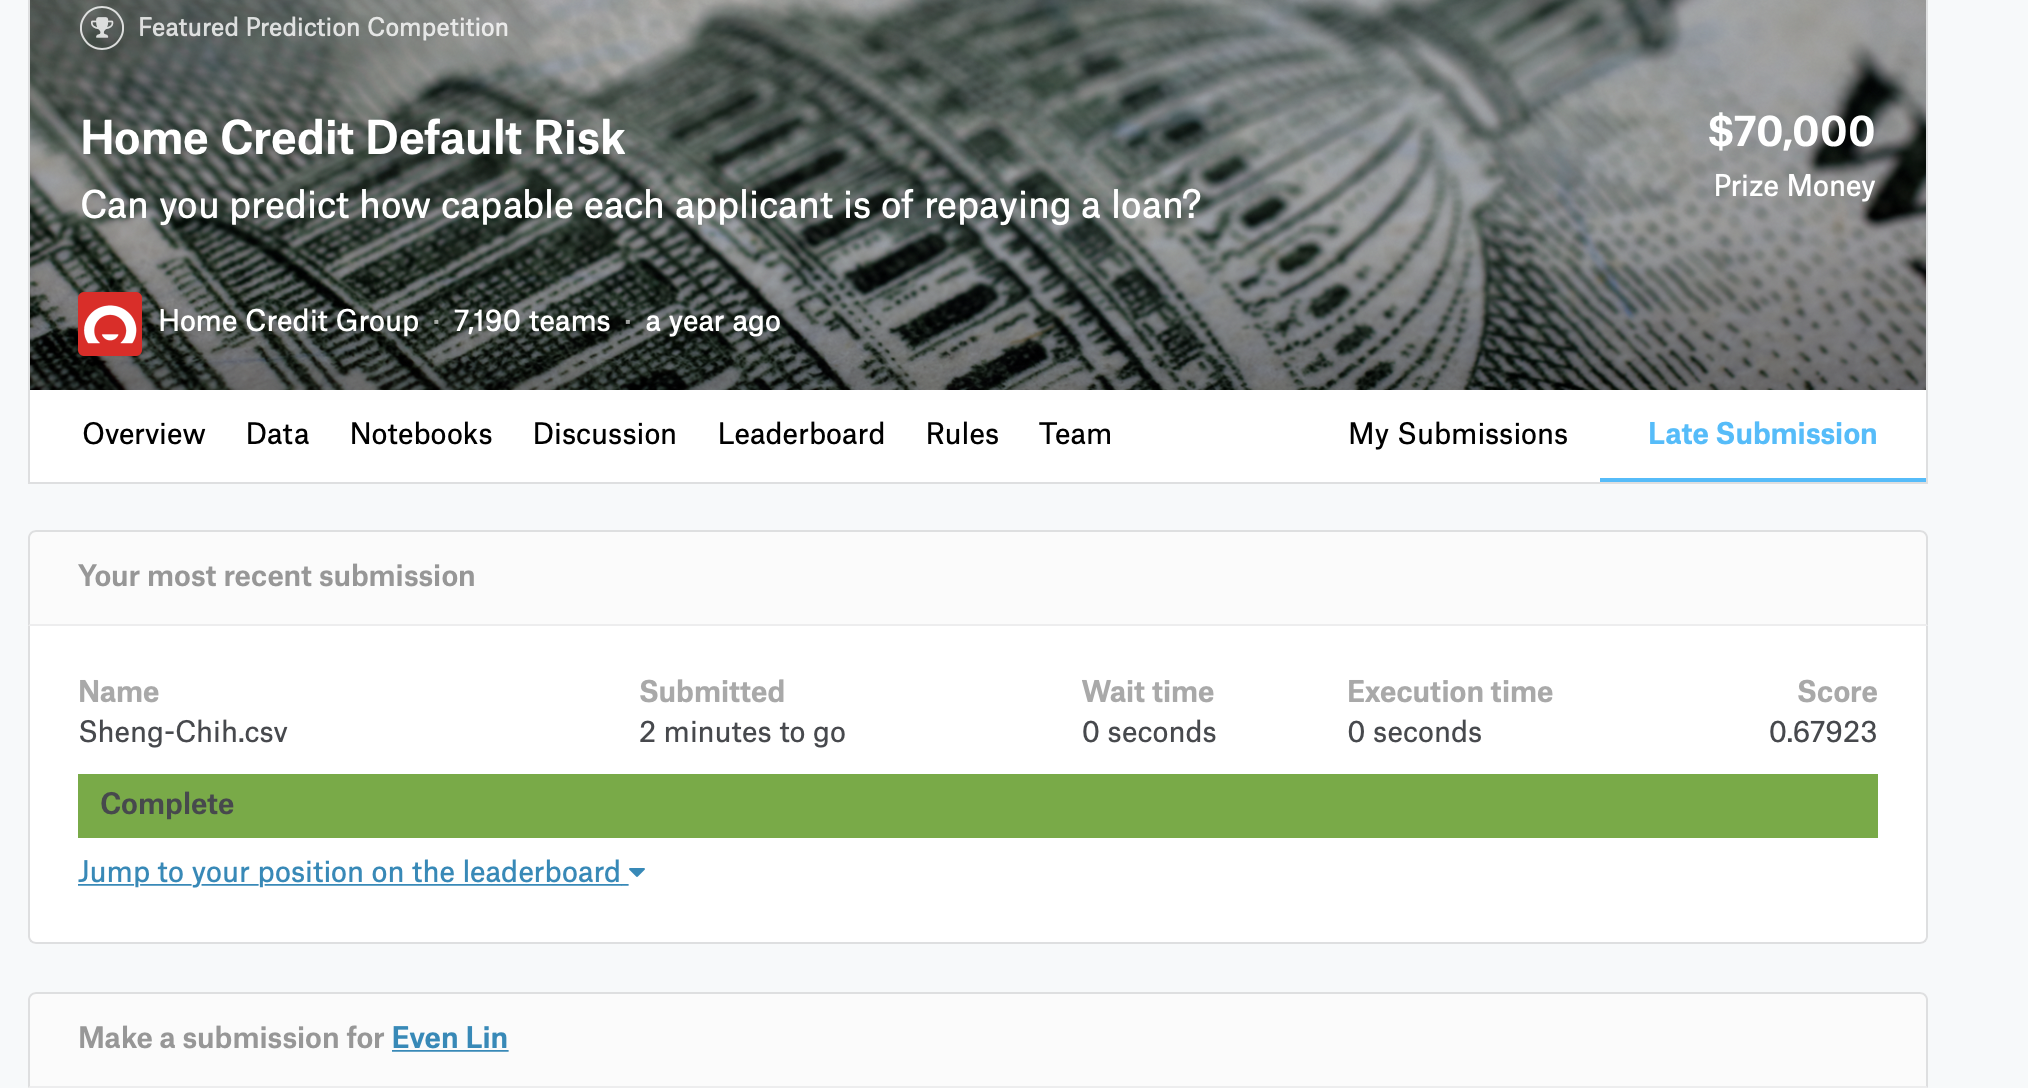 Featured Prediction Competition
Home Credit Default Risk
$70,000
Can you predict how capable each applicant is of repaying a loan?
Prize Money
Home Credit Group · 7,190 teams · a year ago
Overview Data Notebooks Discussion Leaderboard Rules Team My Submissions Late Submission
Your most recent submission
Name Submitted Wait time Execution time Score
Sheng-Chih.csv 2 minutes to go 0 seconds 0 seconds 0.67923
Complete
Jump to your position on the leaderboard
Make a submission for Even Lin